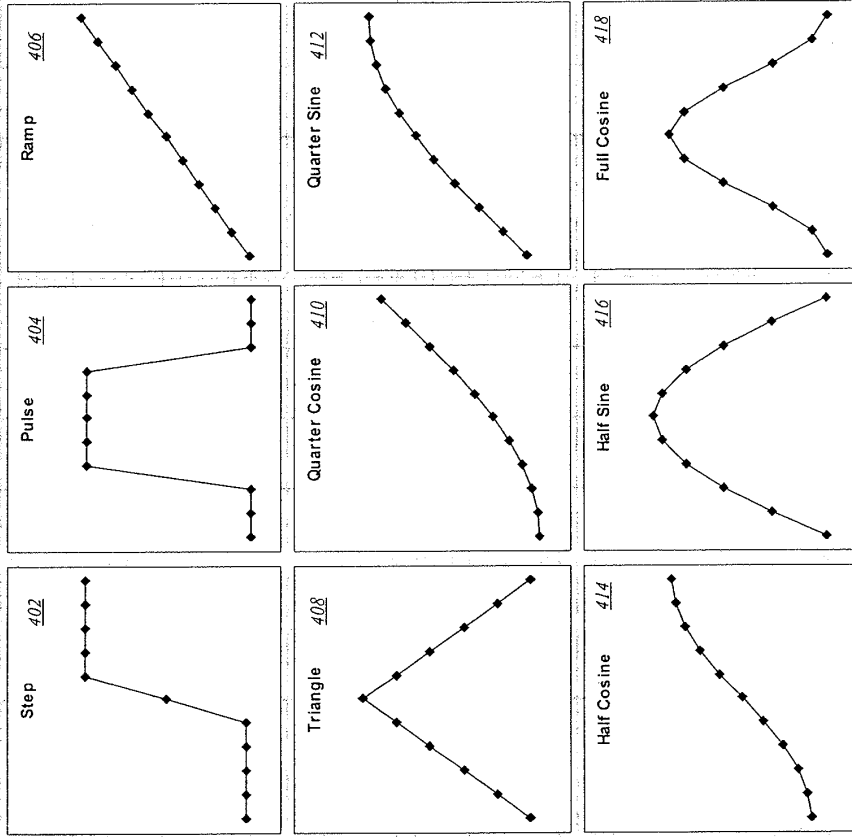 Step
402
Pulse
404
Ramp
406
Triangle
408
Quarter Cosine
410
Quarter Sine
412
Half Cosine
414
Half Sine
416
Full Cosine
418